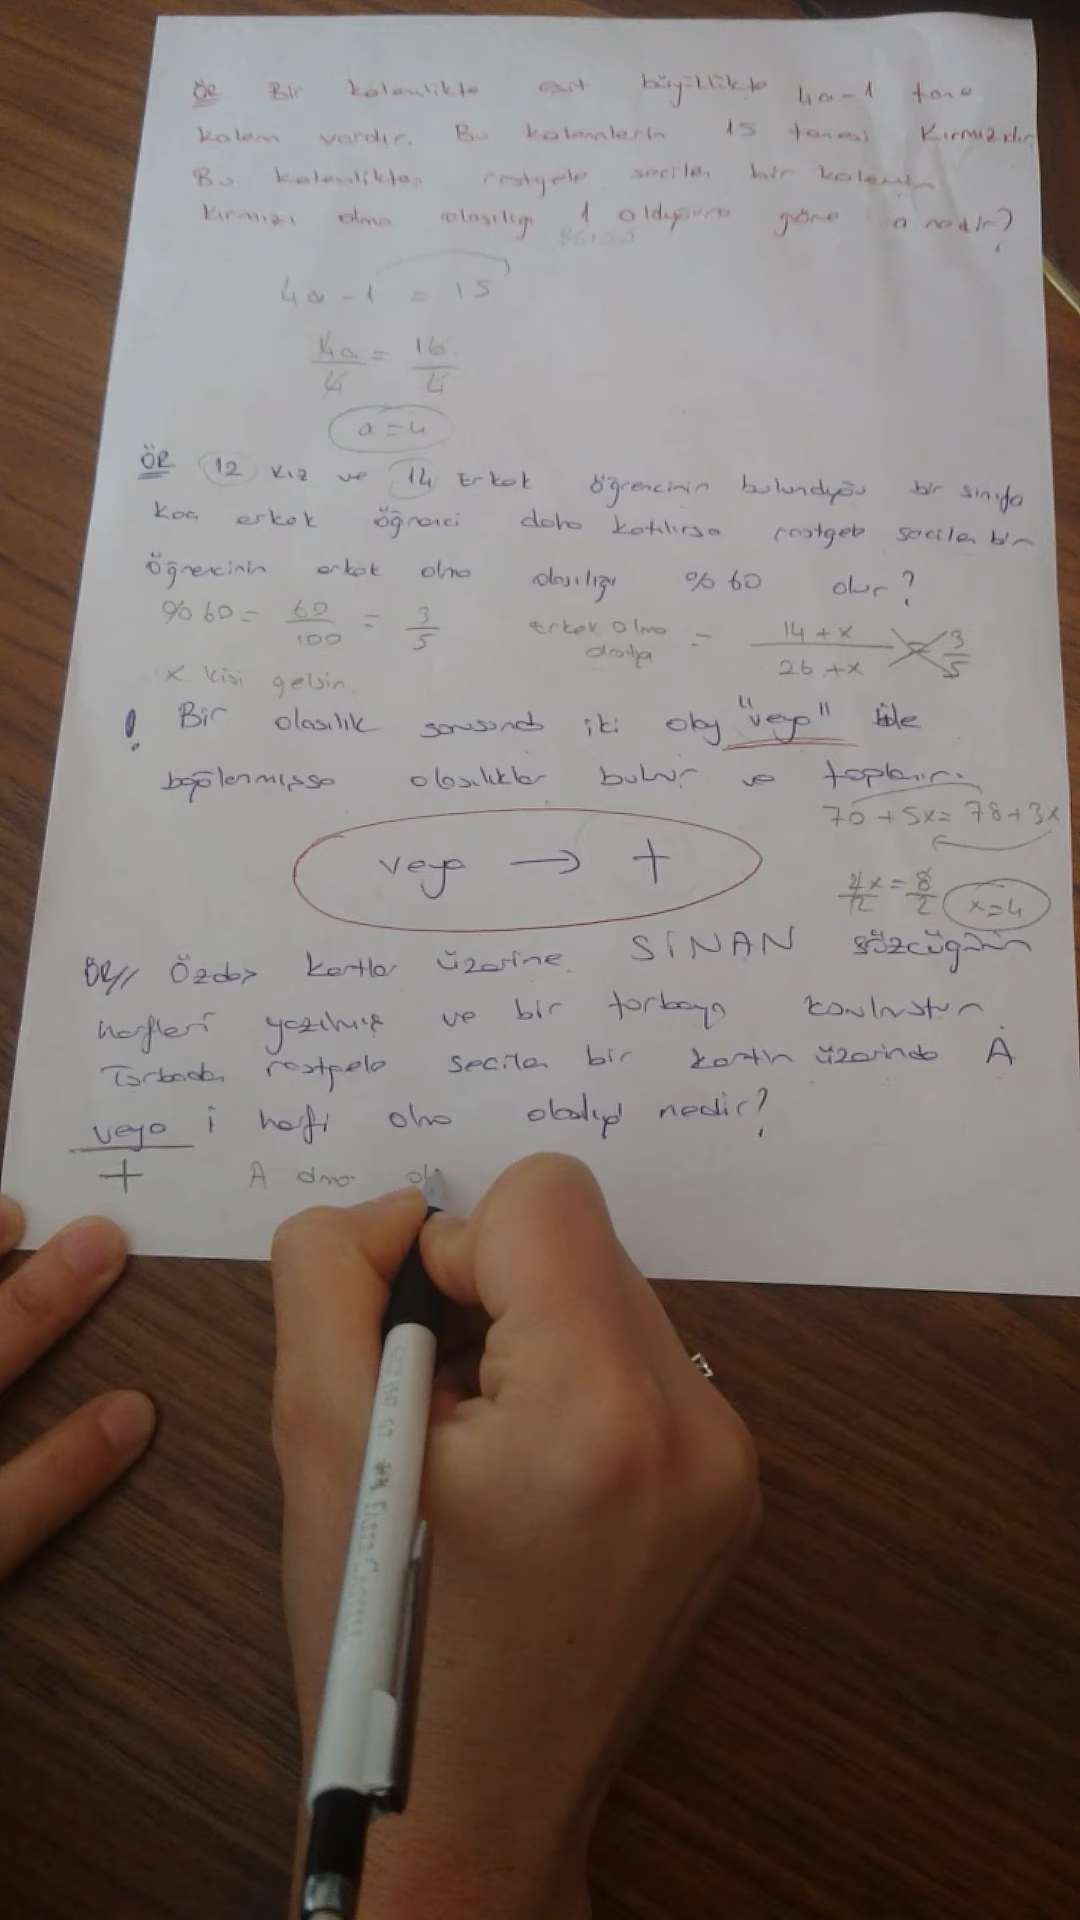 ÖR Bir kalemlikte eşit büyüklükte 4a-1 tane
kalem vardır. Bu kalemlerin 15 tanesi kırmızıdır.
Bu kalemlikten rastgele seçilen bir kalemin
kırmızı olma olasılığı 1 olduğuna göre a nedir?
4a - 1 = 15
4a/4 = 16/4
a = 4
ÖR 12 kız ve 14 Erkek öğrencinin bulunduğu bir sınıfa
kaç erkek öğrenci daha katılırsa rastgele seçilen bir
öğrencinin erkek olma olasılığı %60 olur?
%60 = 60/100 = 3/5 Erkek olma = 14+x/26+x = 3/5
x kişi gelsin.
! Bir olasılık sorusunda iki olay "veya" ile
bağlanmışsa olasılıklar bulunur ve toplanır.
70 + 5x = 78 + 3x
veya → +
2x/2 = 8/2 x=4
ÖR// Özdeş kartlar üzerine SİNAN sözcüğünün
harfleri yazılmış ve bir torbaya konulmuştur.
Torbadan rastgele seçilen bir kartın üzerinde A
veya i harfi olma olasılığı nedir?
+ A olma ol